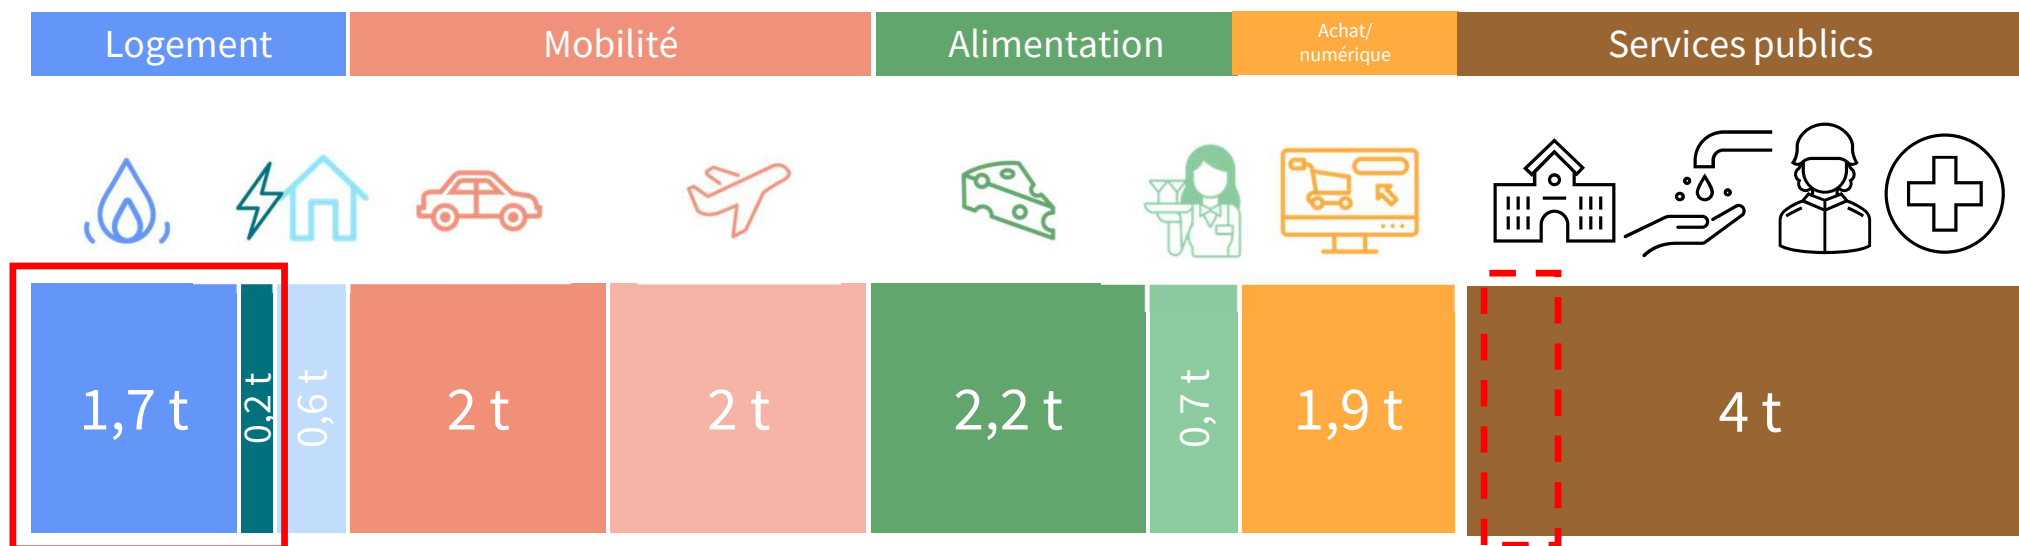 Logement
Mobilité
Alimentation
Achat/
numérique
Services publics
1,7 t
0,2 t
0,6 t
2 t
2 t
2,2 t
0,7 t
1,9 t
4 t